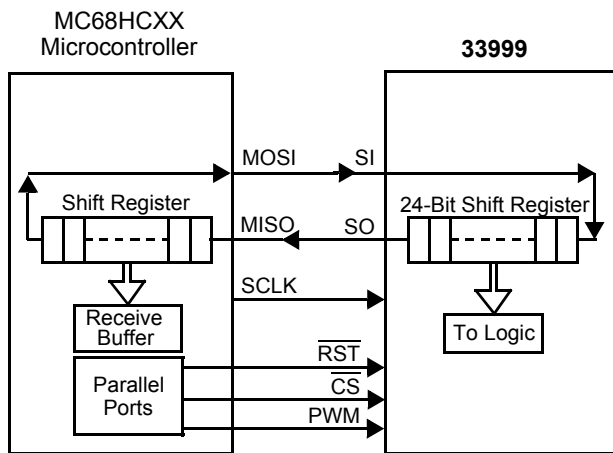 MC68HCXX
Microcontroller
33999
MOSI
SI
Shift Register
24-Bit Shift Register
MISO
SO
SCLK
Receive
Buffer
To Logic
RST
Parallel
Ports
CS
PWM